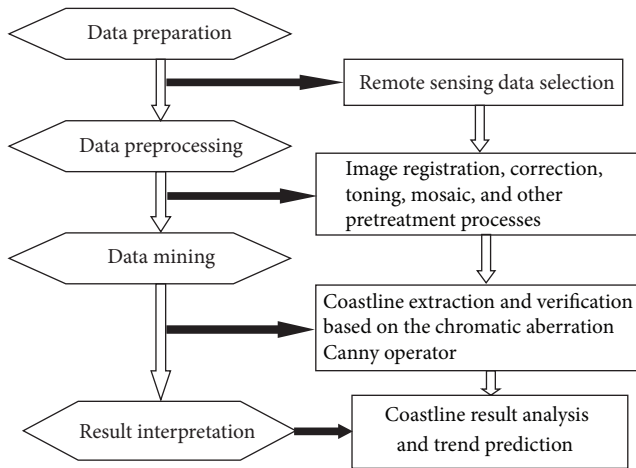 Data preparation
Remote sensing data selection
Data preprocessing
Image registration, correction,
toning, mosaic, and other
pretreatment processes
Data mining
Coastline extraction and verification
based on the chromatic aberration
Canny operator
Result interpretation
Coastline result analysis
and trend prediction